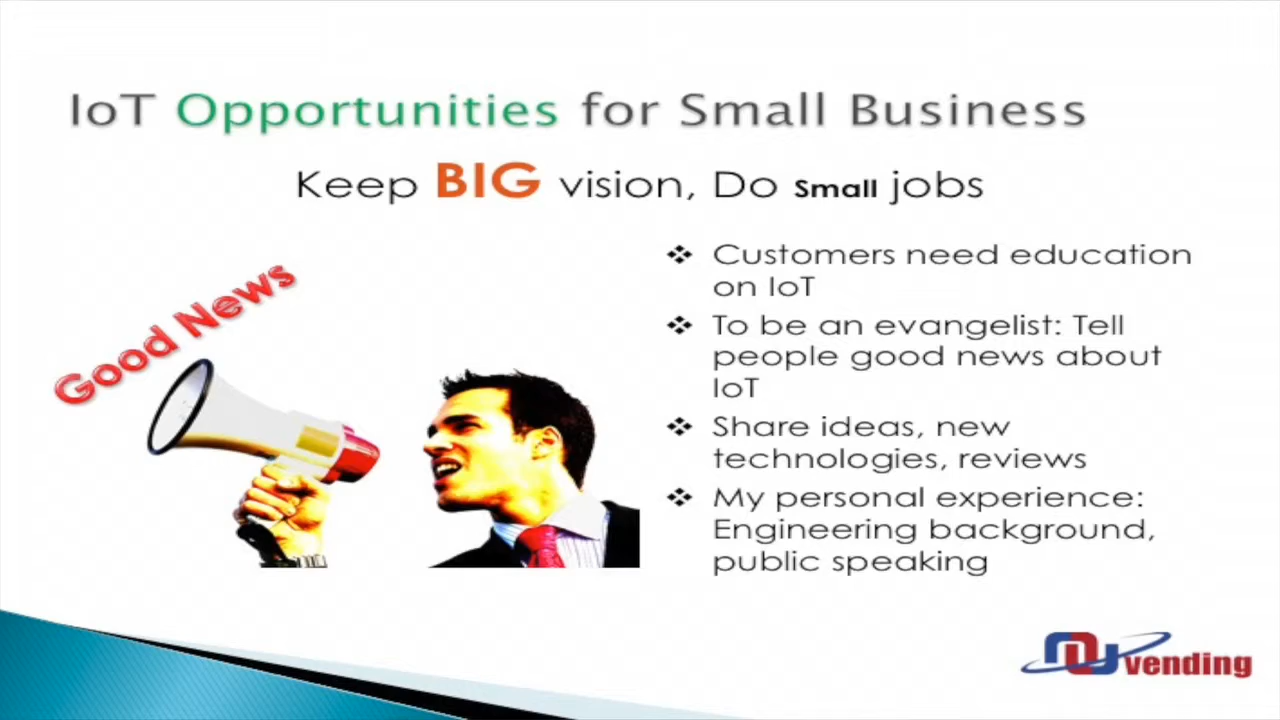 IoT Opportunities for Small Business
Keep BIG vision, Do Small jobs
Good News
❖ Customers need education
on IoT
❖ To be an evangelist: Tell
people good news about
IoT
❖ Share ideas, new
technologies, reviews
❖ My personal experience:
Engineering background,
public speaking
vending